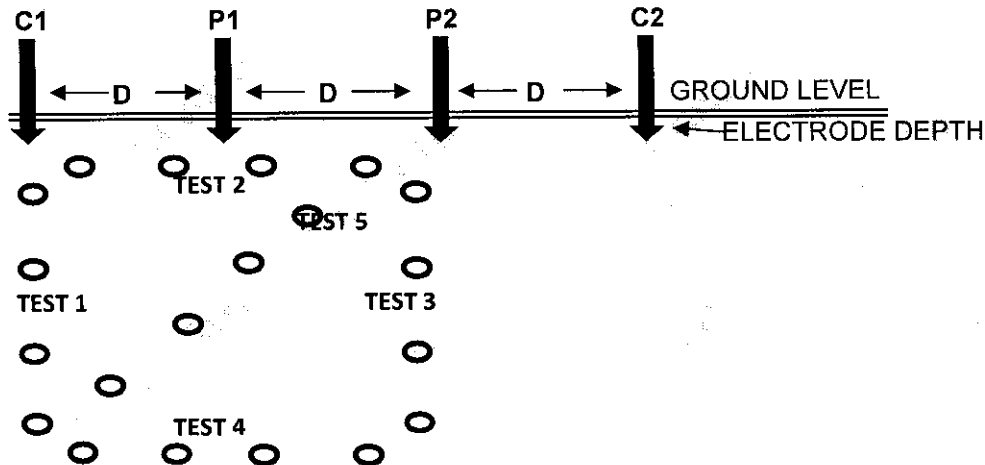 C1 P1 P2 C2
D D D GROUND LEVEL
ELECTRODE DEPTH
TEST 2
TEST 5
TEST 1 TEST 3
TEST 4